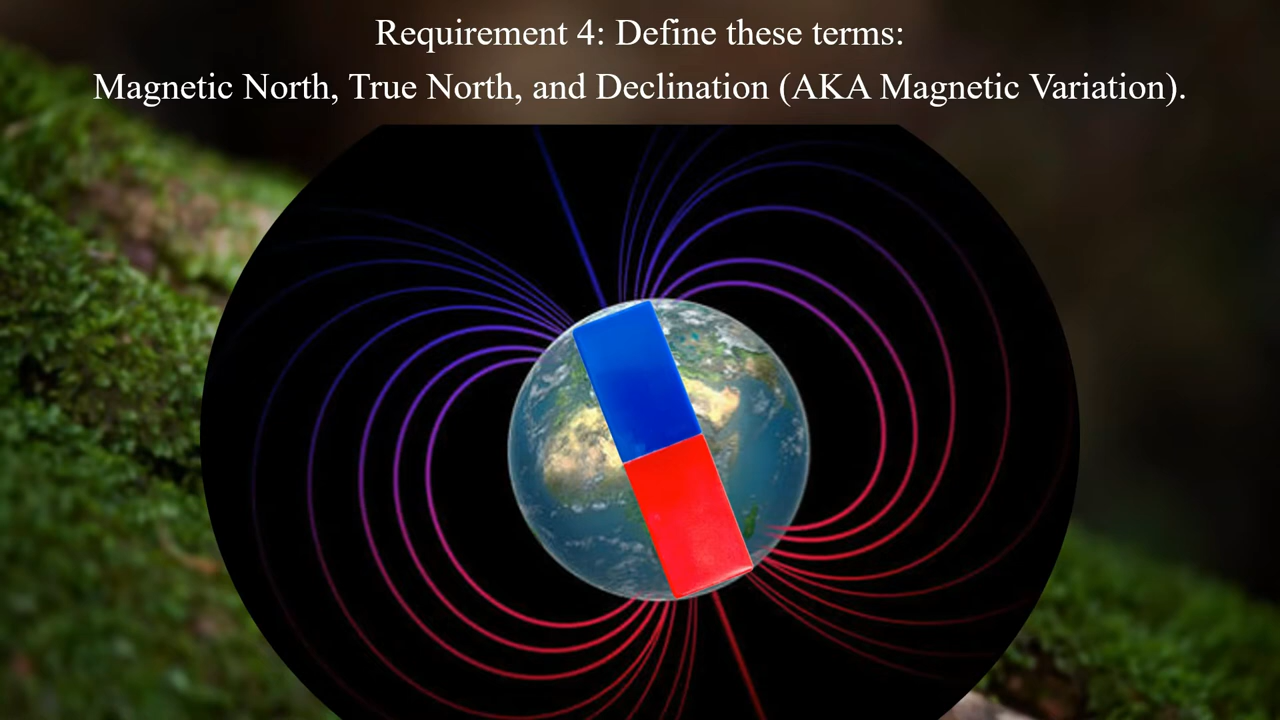 Requirement 4: Define these terms:
Magnetic North, True North, and Declination (AKA Magnetic Variation).